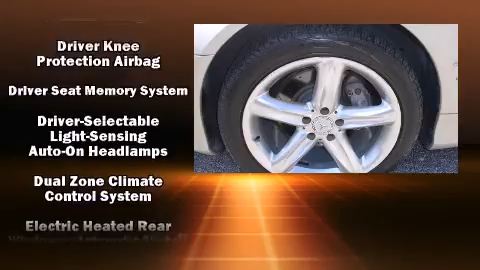 Driver Knee
Protection Airbag
Driver Seat Memory System
Driver-Selectable
Light-Sensing
Auto-On Headlamps
Dual Zone Climate
Control System
Electric Heated Rear